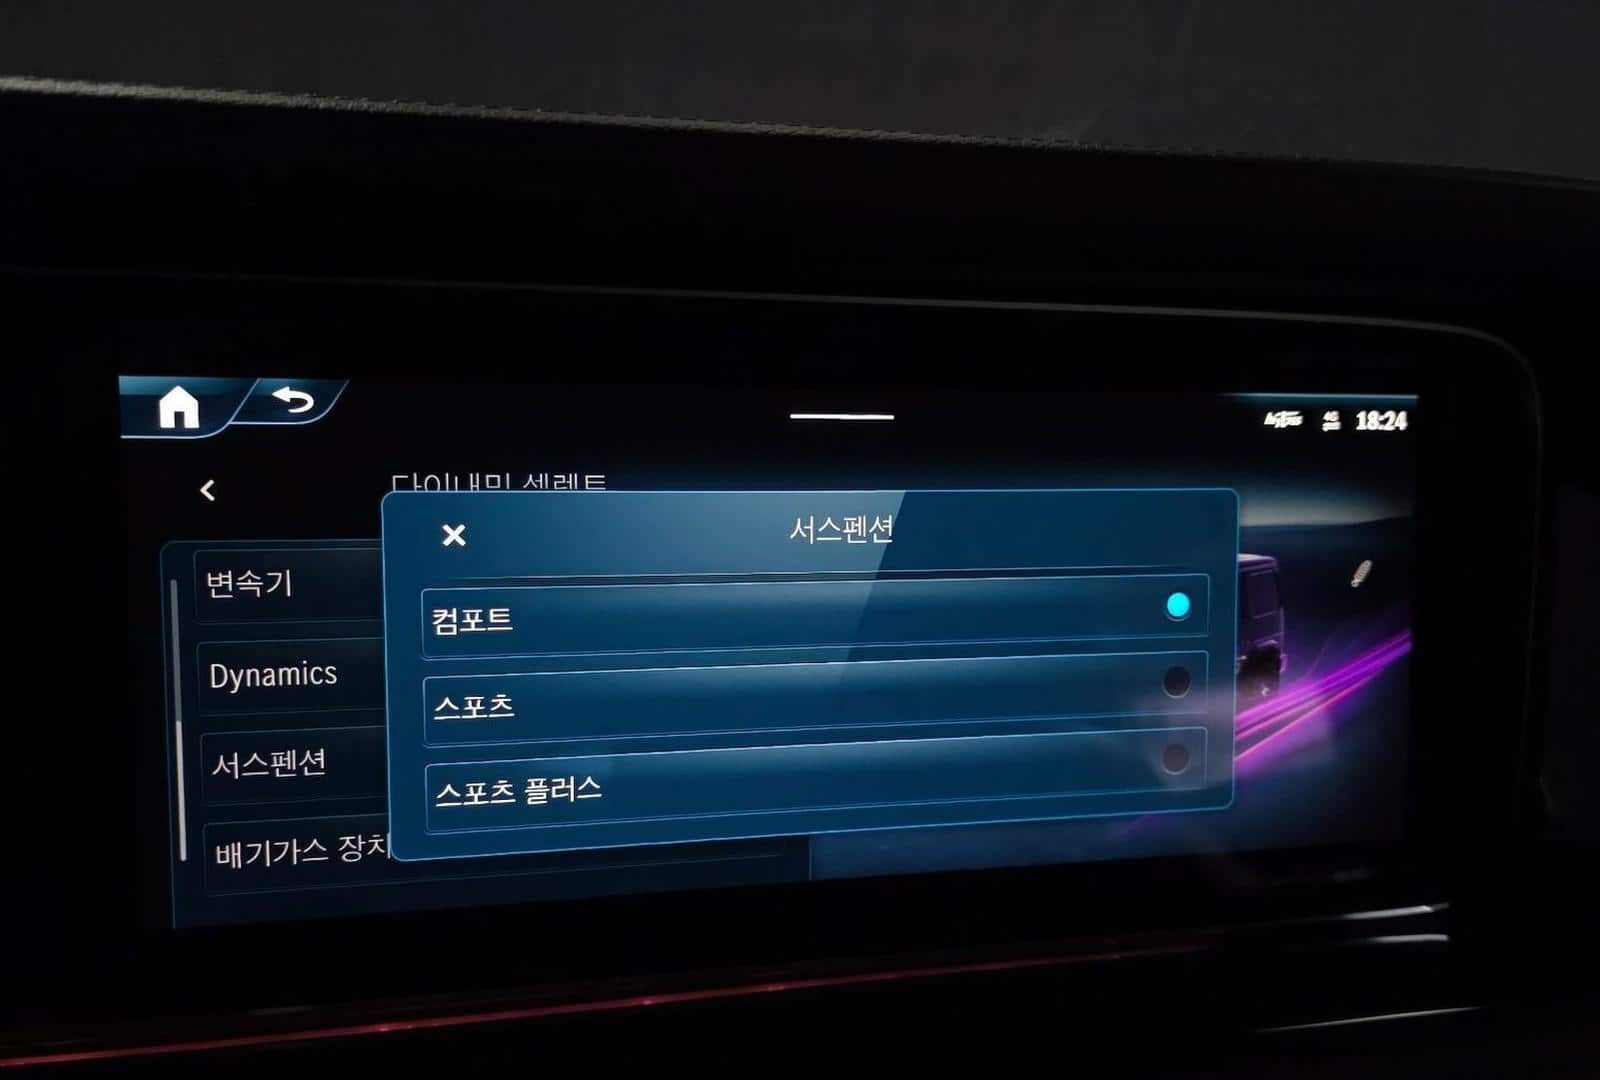 18:24
다이내믹 셀렉트
서스펜션
변속기
컴포트
Dynamics
스포츠
서스펜션
스포츠 플러스
배기가스 장치